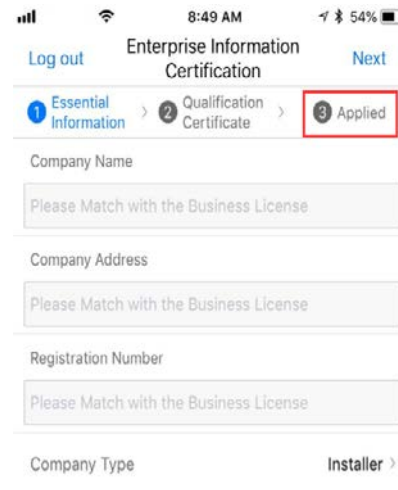 8:49 AM
54%
Log out
Enterprise Information
Certification
Next
1 Essential
Information
>
2 Qualification
Certificate
>
3 Applied
Company Name
Please Match with the Business License
Company Address
Please Match with the Business License
Registration Number
Please Match with the Business License
Company Type
Installer >